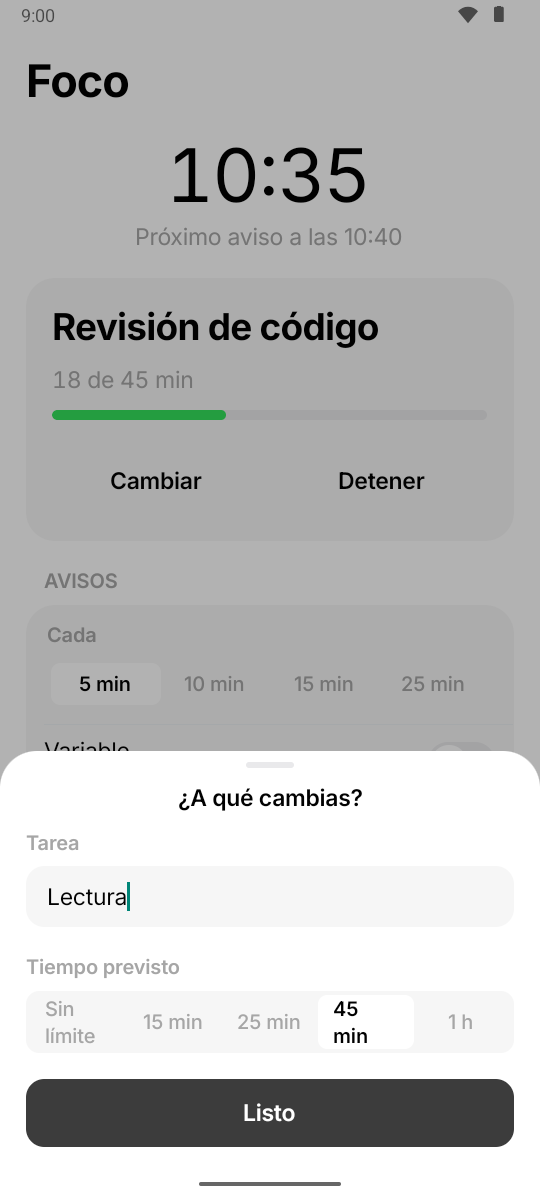 9:00
Foco
10:35
Próximo aviso a las 10:40
Revisión de código
18 de 45 min
Cambiar Detener
AVISOS
Cada
5 min 10 min 15 min 25 min
Variable
¿A qué cambias?
Tarea
Lectura
Tiempo previsto
Sin límite 15 min 25 min 45 min 1 h
Listo